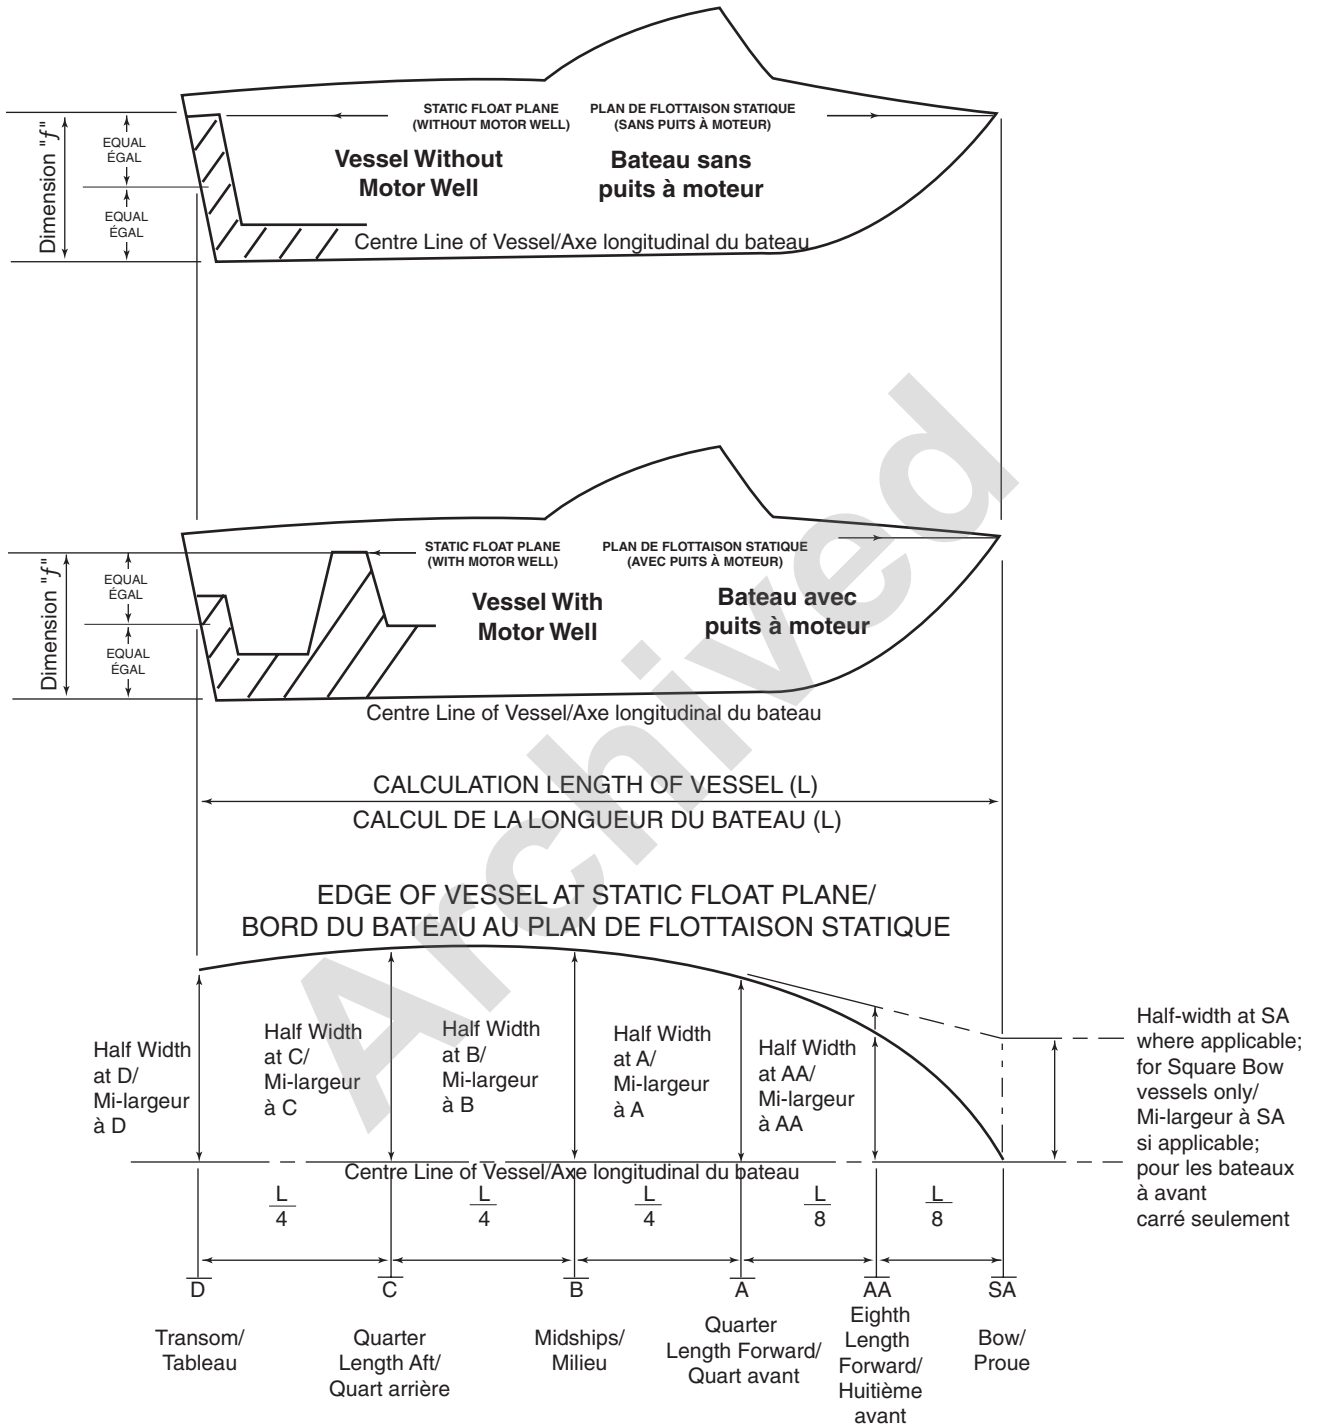 STATIC FLOAT PLANE
(WITHOUT MOTOR WELL)
PLAN DE FLOTTAISON STATIQUE
(SANS PUITS À MOTEUR)
Dimension "f"
EQUAL
ÉGAL
EQUAL
ÉGAL
Vessel Without
Motor Well
Bateau sans
puits à moteur
Centre Line of Vessel/Axe longitudinal du bateau
STATIC FLOAT PLANE
(WITH MOTOR WELL)
PLAN DE FLOTTAISON STATIQUE
(AVEC PUITS À MOTEUR)
Dimension "f"
EQUAL
ÉGAL
EQUAL
ÉGAL
Vessel With
Motor Well
Bateau avec
puits à moteur
Centre Line of Vessel/Axe longitudinal du bateau
CALCULATION LENGTH OF VESSEL (L)
CALCUL DE LA LONGUEUR DU BATEAU (L)
EDGE OF VESSEL AT STATIC FLOAT PLANE/
BORD DU BATEAU AU PLAN DE FLOTTAISON STATIQUE
Half Width
at D/
Mi-largeur
à D
Half Width
at C/
Mi-largeur
à C
Half Width
at B/
Mi-largeur
à B
Half Width
at A/
Mi-largeur
à A
Half Width
at AA/
Mi-largeur
à AA
Half-width at SA
where applicable;
for Square Bow
vessels only/
Mi-largeur à SA
si applicable;
pour les bateaux
à avant
carré seulement
Centre Line of Vessel/Axe longitudinal du bateau
L
4
L
4
L
4
L
8
L
8
D
C
B
A
AA
SA
Transom/
Tableau
Quarter
Length Aft/
Quart arrière
Midships/
Milieu
Quarter
Length Forward/
Quart avant
Eighth
Length
Forward/
Huitième
avant
Bow/
Proue
Archived